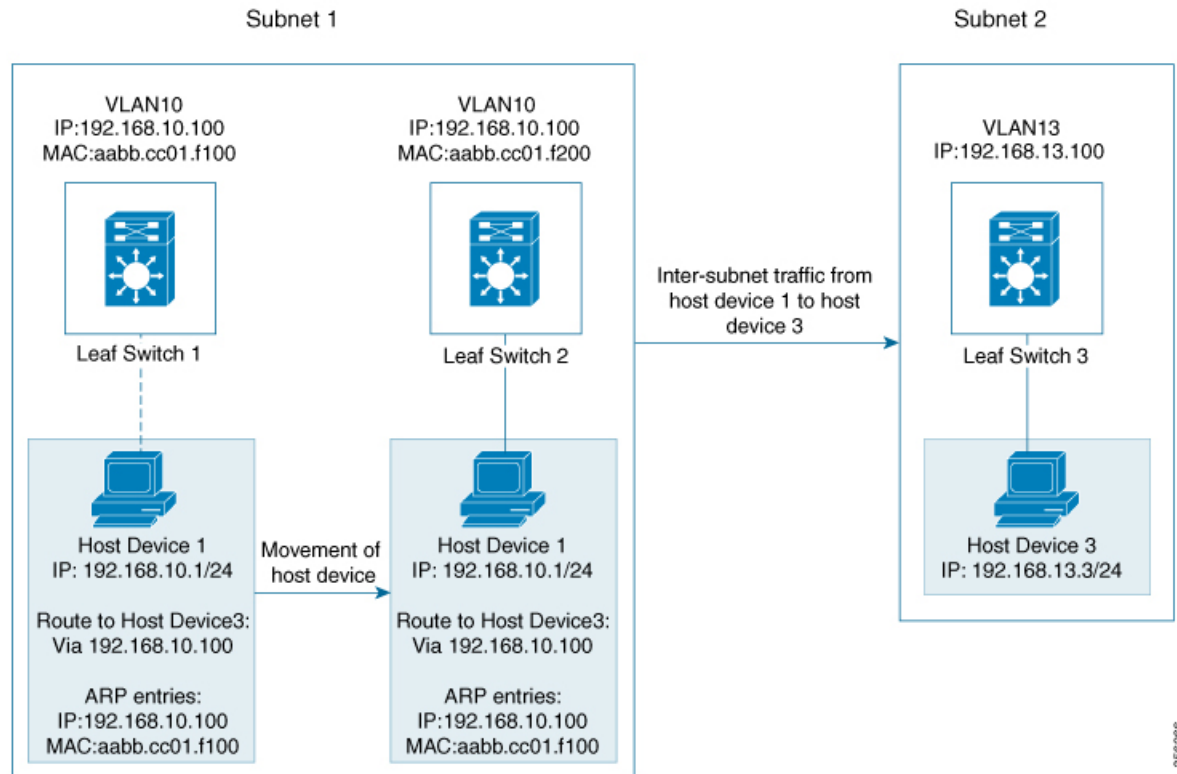 Subnet 1
Subnet 2
VLAN10
IP:192.168.10.100
MAC:aabb.cc01.f100
VLAN10
IP:192.168.10.100
MAC:aabb.cc01.f200
VLAN13
IP:192.168.13.100
Leaf Switch 1
Leaf Switch 2
Inter-subnet traffic from
host device 1 to host
device 3
Leaf Switch 3
Host Device 1
IP: 192.168.10.1/24
Route to Host Device3:
Via 192.168.10.100
ARP entries:
IP:192.168.10.100
MAC:aabb.cc01.f100
Movement of
host device
Host Device 1
IP: 192.168.10.1/24
Route to Host Device3:
Via 192.168.10.100
ARP entries:
IP:192.168.10.100
MAC:aabb.cc01.f100
Host Device 3
IP: 192.168.13.3/24